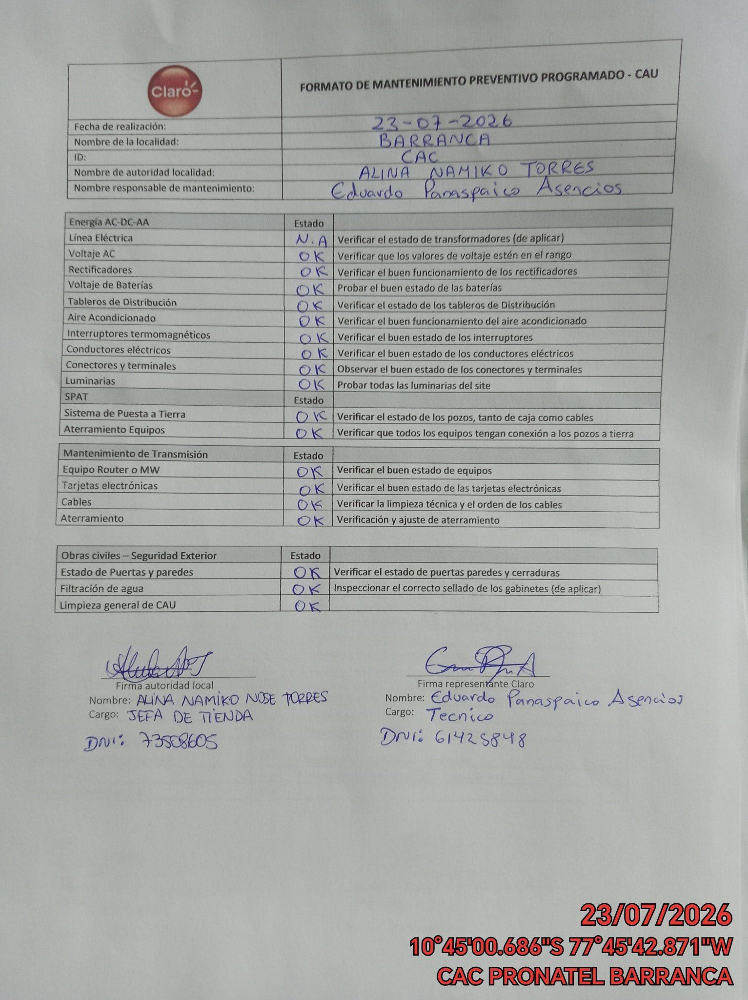 Claro
FORMATO DE MANTENIMIENTO PREVENTIVO PROGRAMADO - CAU
Fecha de realización: 23-07-2026
Nombre de la localidad: BARRANCA
ID: CAC
Nombre de autoridad localidad: ALINA NAMIKO TORRES
Nombre responsable de mantenimiento: Eduardo Panaspaico Asencios
Energía AC-DC-AA Estado
Línea Eléctrica N.A Verificar el estado de transformadores (de aplicar)
Voltaje AC OK Verificar que los valores de voltaje estén en el rango
Rectificadores OK Verificar el buen funcionamiento de los rectificadores
Voltaje de Baterías OK Probar el buen estado de las baterías
Tableros de Distribución OK Verificar el estado de los tableros de Distribución
Aire Acondicionado OK Verificar el buen funcionamiento del aire acondicionado
Interruptores termomagnéticos OK Verificar el buen estado de los interruptores
Conductores eléctricos OK Verificar el buen estado de los conductores eléctricos
Conectores y terminales OK Observar el buen estado de los conectores y terminales
Luminarias OK Probar todas las luminarias del site
SPAT Estado
Sistema de Puesta a Tierra OK Verificar el estado de los pozos, tanto de caja como cables
Aterramiento Equipos OK Verificar que todos los equipos tengan conexión a los pozos a tierra
Mantenimiento de Transmisión Estado
Equipo Router o MW OK Verificar el buen estado de equipos
Tarjetas electrónicas OK Verificar el buen estado de las tarjetas electrónicas
Cables OK Verificar la limpieza técnica y el orden de los cables
Aterramiento OK Verificación y ajuste de aterramiento
Obras civiles – Seguridad Exterior Estado
Estado de Puertas y paredes OK Verificar el estado de puertas paredes y cerraduras
Filtración de agua OK Inspeccionar el correcto sellado de los gabinetes (de aplicar)
Limpieza general de CAU OK
Firma autoridad local
Nombre: ALINA NAMIKO NOSE TORRES
Cargo: JEFA DE TIENDA
DNI: 73508605
Firma representante Claro
Nombre: Eduardo Panaspaico Asencios
Cargo: Tecnico
DNI: 61425848
23/07/2026
10°45'00.686"S 77°45'42.871"W
CAC PRONATEL BARRANCA